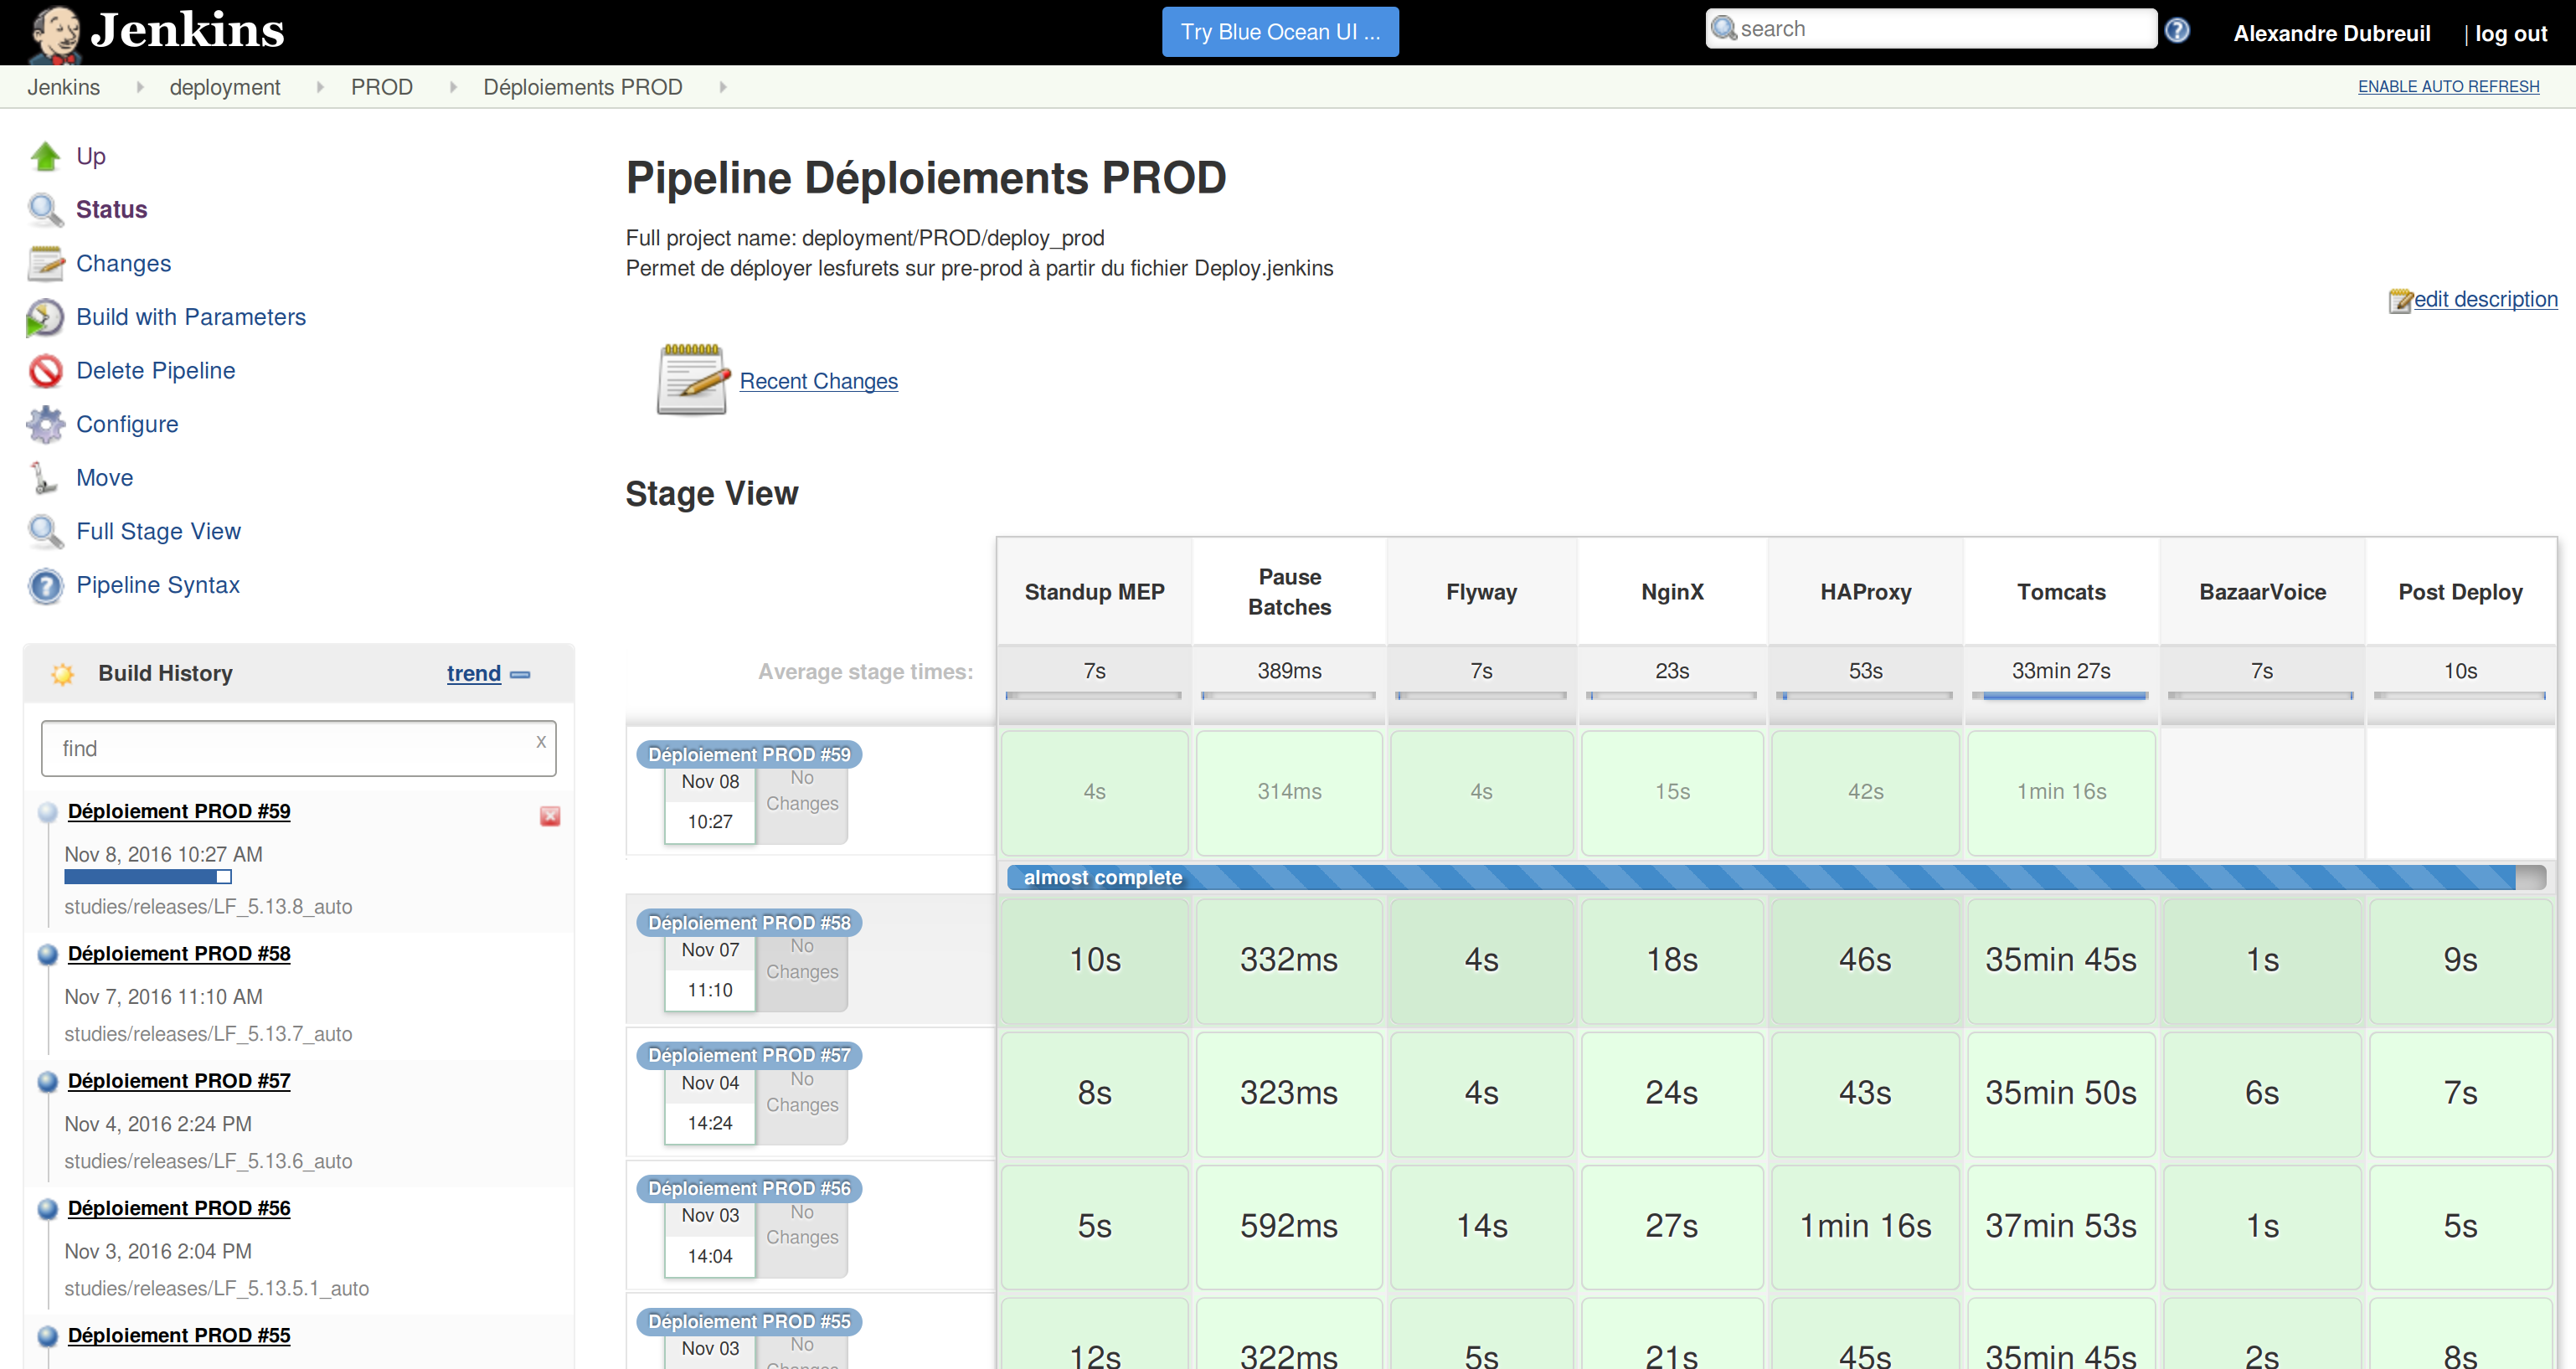 Jenkins
Try Blue Ocean UI ...
search
Alexandre Dubreuil
| log out
Jenkins
deployment
PROD
Déploiements PROD
ENABLE AUTO REFRESH
Up
Status
Changes
Build with Parameters
Delete Pipeline
Configure
Move
Full Stage View
Pipeline Syntax
Build History
trend
find
x
Déploiement PROD #59
Nov 8, 2016 10:27 AM
studies/releases/LF_5.13.8_auto
Déploiement PROD #58
Nov 7, 2016 11:10 AM
studies/releases/LF_5.13.7_auto
Déploiement PROD #57
Nov 4, 2016 2:24 PM
studies/releases/LF_5.13.6_auto
Déploiement PROD #56
Nov 3, 2016 2:04 PM
studies/releases/LF_5.13.5.1_auto
Déploiement PROD #55
Pipeline Déploiements PROD
Full project name: deployment/PROD/deploy_prod
Permet de déployer lesfurets sur pre-prod à partir du fichier Deploy.jenkins
edit description
Recent Changes
Stage View
Standup MEP
Pause
Batches
Flyway
NginX
HAProxy
Tomcats
BazaarVoice
Post Deploy
Average stage times:
7s
389ms
7s
23s
53s
33min 27s
7s
10s
Déploiement PROD #59
Nov 08
10:27
No
Changes
4s
314ms
4s
15s
42s
1min 16s
almost complete
Déploiement PROD #58
Nov 07
11:10
No
Changes
10s
332ms
4s
18s
46s
35min 45s
1s
9s
Déploiement PROD #57
Nov 04
14:24
No
Changes
8s
323ms
4s
24s
43s
35min 50s
6s
7s
Déploiement PROD #56
Nov 03
14:04
No
Changes
5s
592ms
14s
27s
1min 16s
37min 53s
1s
5s
Déploiement PROD #55
Nov 03
No
Changes
12s
322ms
5s
21s
45s
35min 45s
2s
8s